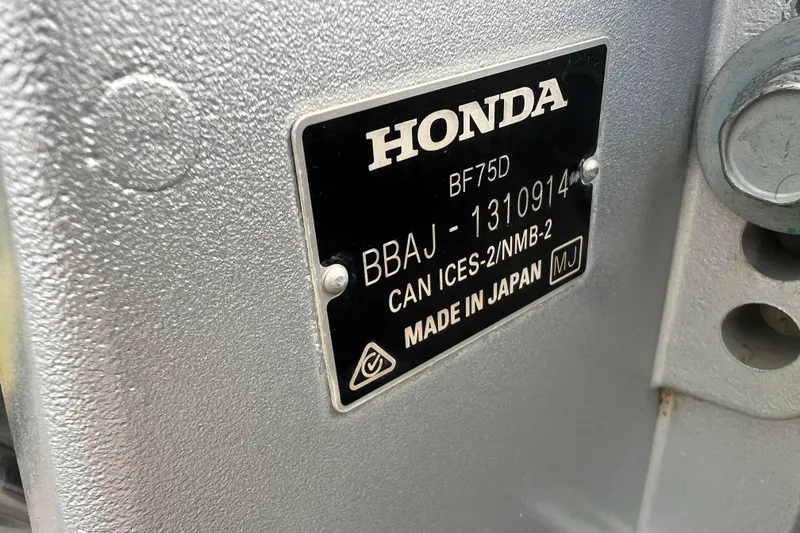 HONDA
BF75D
BBAJ - 1310914
CAN ICES-2/NMB-2
MADE IN JAPAN MJ